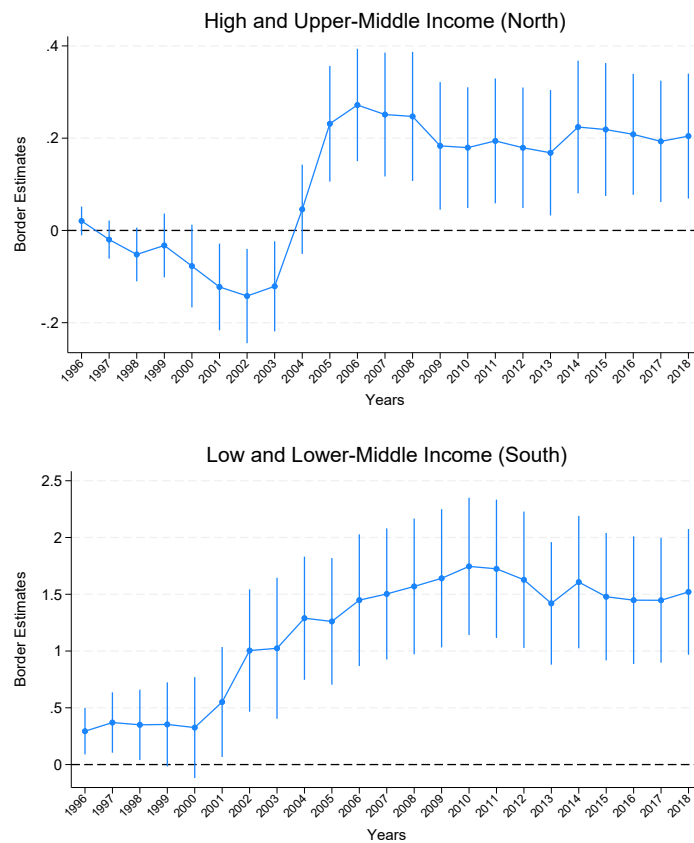 High and Upper-Middle Income (North)
.4
.2
0
-.2
Border Estimates
1996 1997 1998 1999 2000 2001 2002 2003 2004 2005 2006 2007 2008 2009 2010 2011 2012 2013 2014 2015 2016 2017 2018
Years
Low and Lower-Middle Income (South)
2.5
2
1.5
1
.5
0
Border Estimates
1996 1997 1998 1999 2000 2001 2002 2003 2004 2005 2006 2007 2008 2009 2010 2011 2012 2013 2014 2015 2016 2017 2018
Years